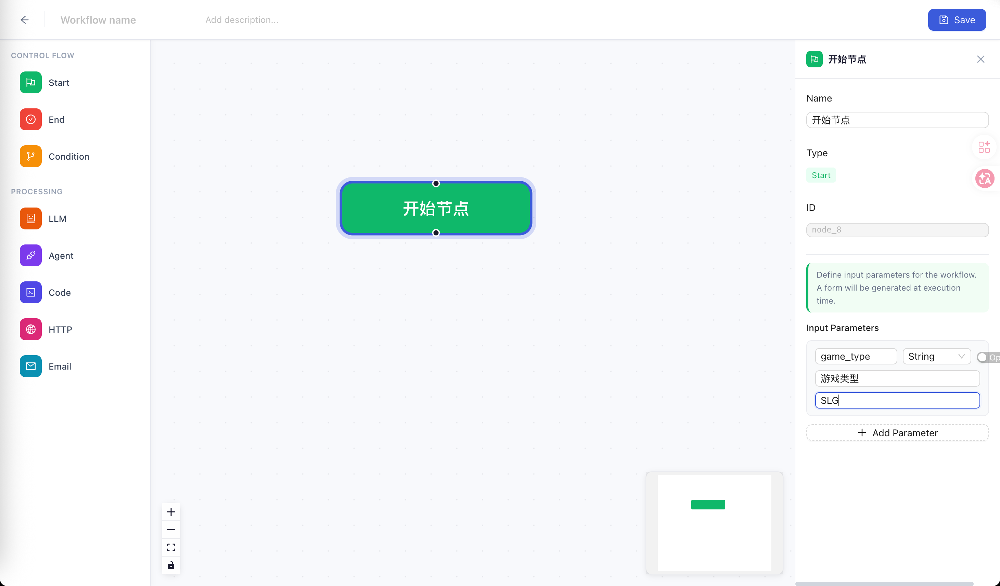 Workflow name
Add description...
Save
CONTROL FLOW
Start
End
Condition
PROCESSING
LLM
Agent
Code
HTTP
Email
开始节点
开始节点
Name
开始节点
Type
Start
ID
node_8
Define input parameters for the workflow.
A form will be generated at execution
time.
Input Parameters
game_type
String
Op
游戏类型
SLG
Add Parameter